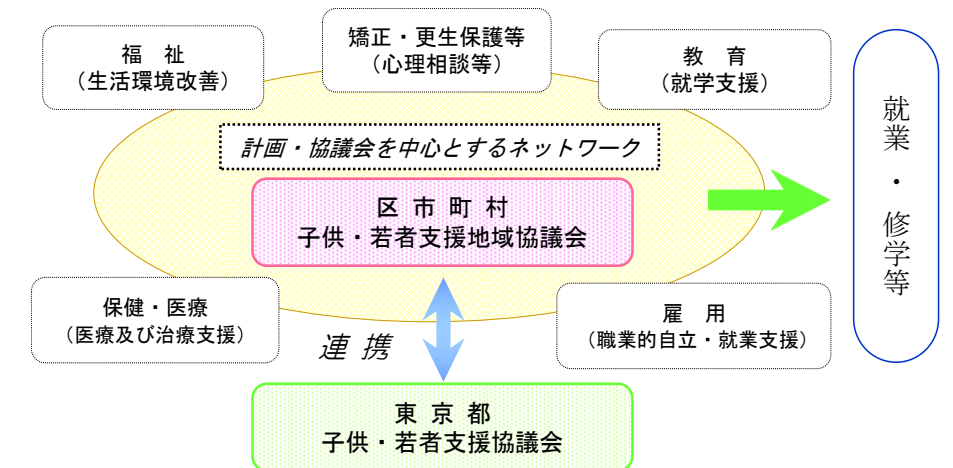 矯正・更生保護等
(心理相談等)
福　祉
(生活環境改善)
教　育
(就学支援)
計画・協議会を中心とするネットワーク
区 市 町 村
子供・若者支援地域協議会
就業・修学等
保健・医療
(医療及び治療支援)
雇　用
(職業的自立・就業支援)
連 携
東 京 都
子供・若者支援協議会